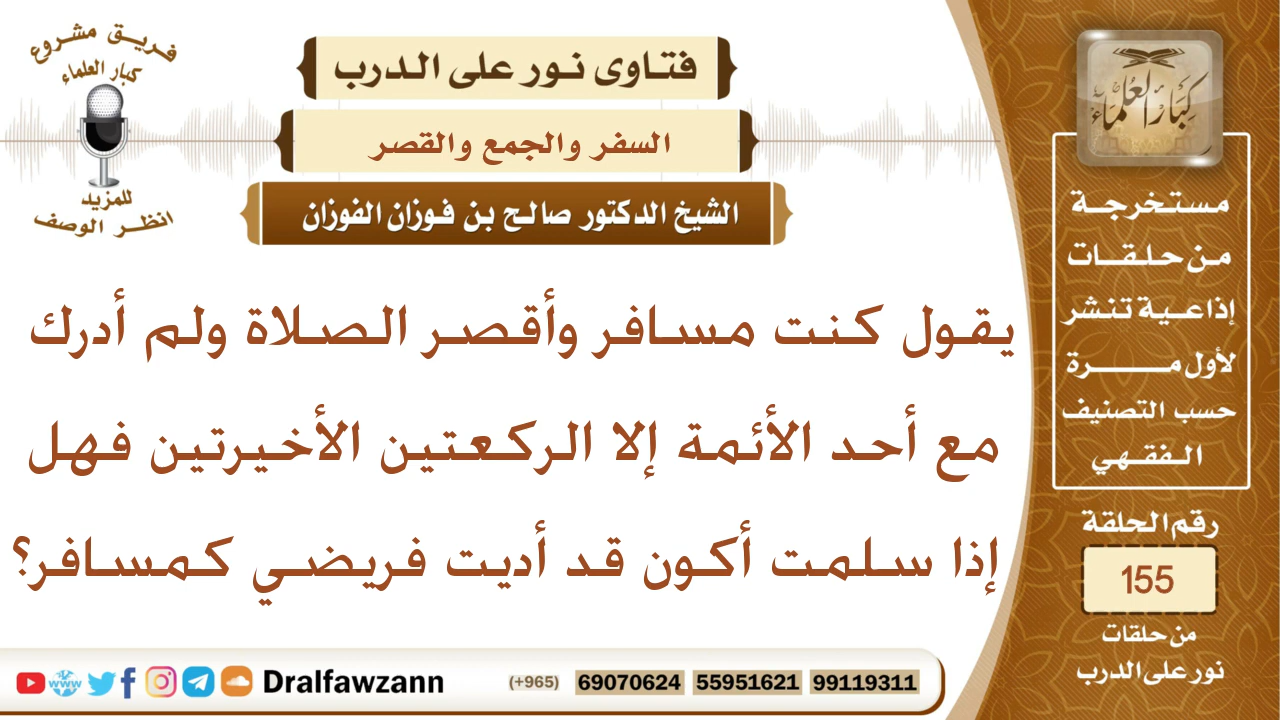 فريق مشروع
كبار العلماء
للمزيد
انظر الوصف
فتاوى نور على الدرب
السفر والجمع والقصر
الشيخ الدكتور صالح بن فوزان الفوزان
يقول كنت مسافر وأقصر الصلاة ولم أدرك
مع أحد الأئمة إلا الركعتين الأخيرتين فهل
إذا سلمت أكون قد أديت فريضي كمسافر؟
كبار العلماء
مستخرجة
من حلقات
إذاعية تنشر
لأول مرة
حسب التصنيف
الفقهي
رقم الحلقة
155
من حلقات
نور على الدرب
www
Dralfawzann
(+965) 69070624 55951621 99119311